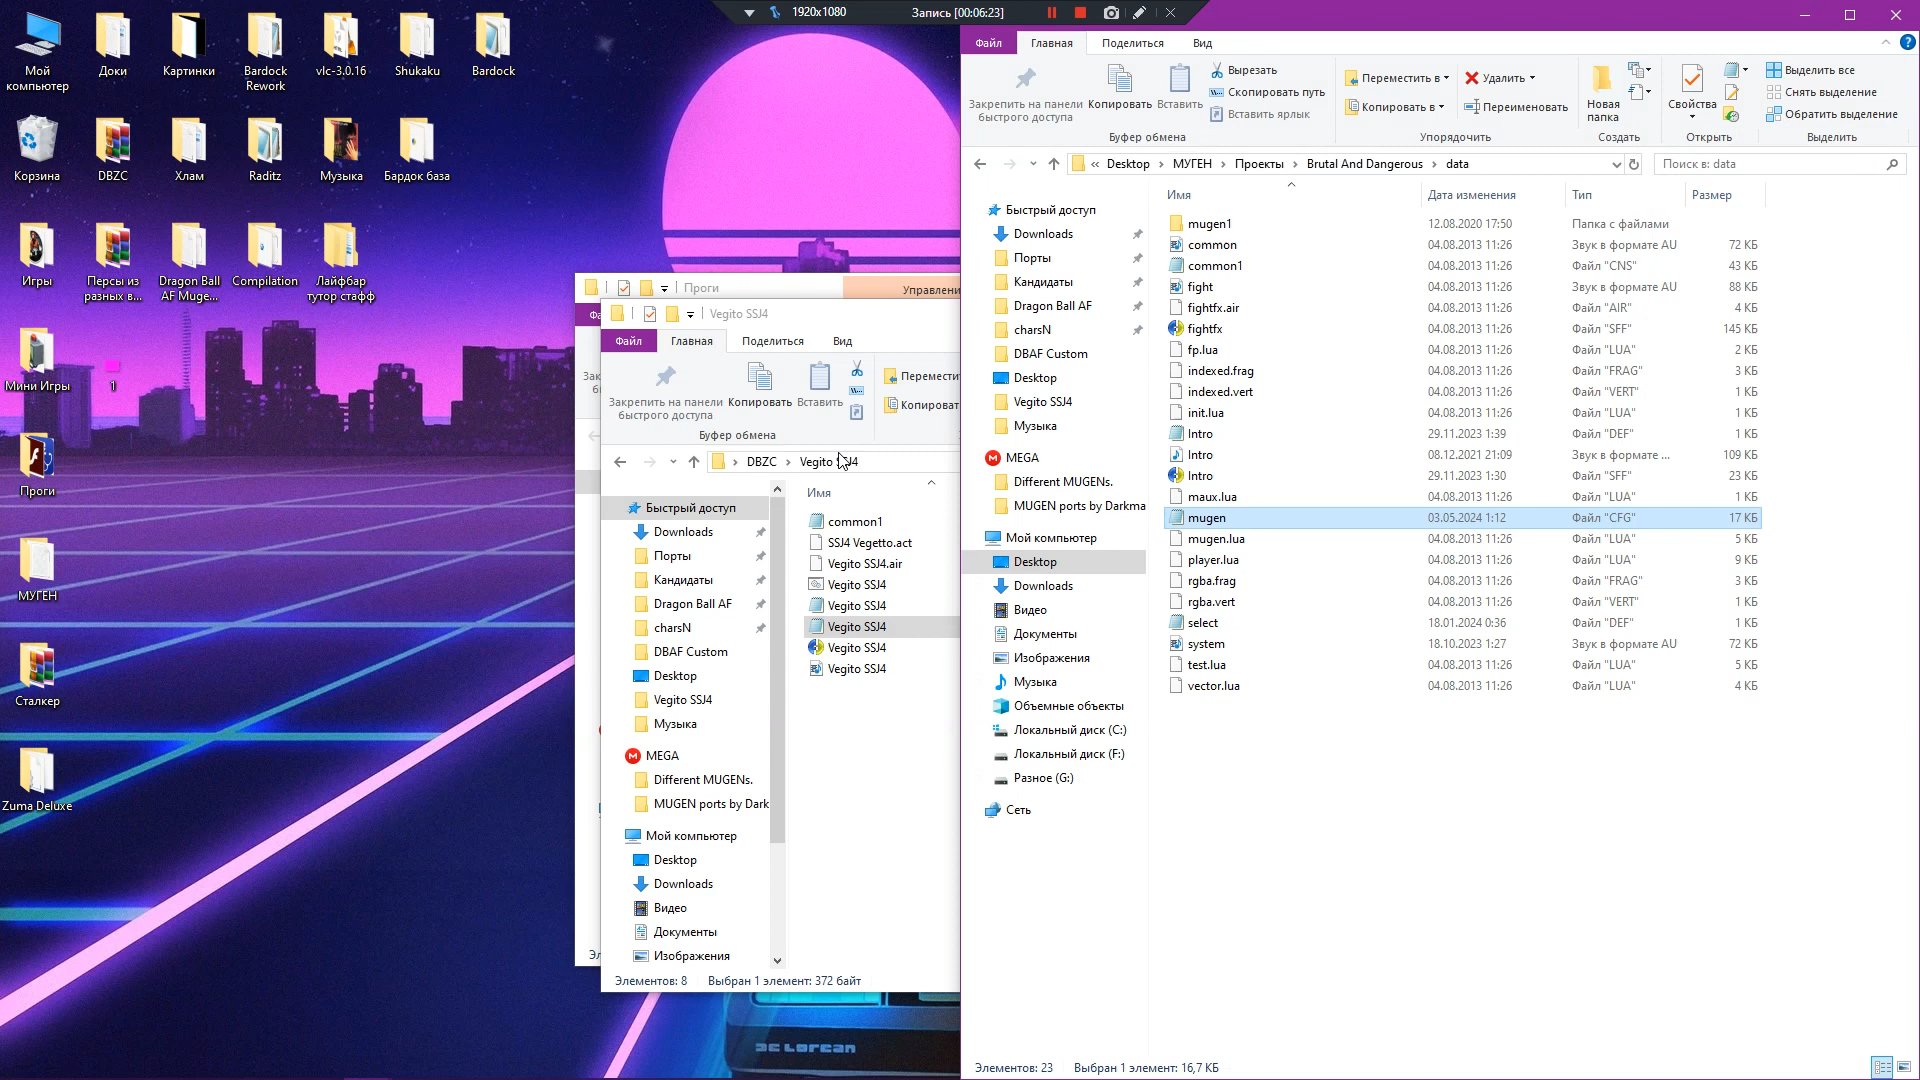 1920x1080
Запись [00:06:23]
Мой компьютер
Доки
Картинки
Bardock Rework
vlc-3.0.16
Shukaku
Bardock
Корзина
DBZC
Хлам
Raditz
Музыка
Бардок база
Игры
Персы из разных в...
Dragon Ball AF Muge...
Compilation
Лайфбар тутор стафф
Мини Игры
1
Проги
МУГЕН
Сталкер
Zuma Deluxe
Проги
Управлени
Vegito SSJ4
Файл
Главная
Поделиться
Вид
Закрепить на панели быстрого доступа
Копировать
Вставить
Перемести
Копироват
Буфер обмена
DBZC
Vegito SSJ4
Имя
Быстрый доступ
Downloads
Порты
Кандидаты
Dragon Ball AF
charsN
DBAF Custom
Desktop
Vegito SSJ4
Музыка
MEGA
Different MUGENs.
MUGEN ports by Dark
Мой компьютер
Desktop
Downloads
Видео
Документы
Изображения
common1
SSJ4 Vegetto.act
Vegito SSJ4.air
Vegito SSJ4
Vegito SSJ4
Vegito SSJ4
Vegito SSJ4
Vegito SSJ4
Элементов: 8
Выбран 1 элемент: 372 байт
Файл
Главная
Поделиться
Вид
Закрепить на панели быстрого доступа
Копировать
Вставить
Вырезать
Скопировать путь
Вставить ярлык
Буфер обмена
Переместить в
Копировать в
Удалить
Переименовать
Упорядочить
Новая папка
Создать
Свойства
Открыть
Выделить все
Снять выделение
Обратить выделение
Выделить
« Desktop
МУГЕН
Проекты
Brutal And Dangerous
data
Поиск в: data
Быстрый доступ
Downloads
Порты
Кандидаты
Dragon Ball AF
charsN
DBAF Custom
Desktop
Vegito SSJ4
Музыка
MEGA
Different MUGENs.
MUGEN ports by Darkma
Мой компьютер
Desktop
Downloads
Видео
Документы
Изображения
Музыка
Объемные объекты
Локальный диск (C:)
Локальный диск (F:)
Разное (G:)
Сеть
Имя Дата изменения Тип Размер
mugen1 12.08.2020 17:50 Папка с файлами
common 04.08.2013 11:26 Звук в формате AU 72 КБ
common1 04.08.2013 11:26 Файл "CNS" 43 КБ
fight 04.08.2013 11:26 Звук в формате AU 88 КБ
fightfx.air 04.08.2013 11:26 Файл "AIR" 4 КБ
fightfx 04.08.2013 11:26 Файл "SFF" 145 КБ
fp.lua 04.08.2013 11:26 Файл "LUA" 2 КБ
indexed.frag 04.08.2013 11:26 Файл "FRAG" 3 КБ
indexed.vert 04.08.2013 11:26 Файл "VERT" 1 КБ
init.lua 04.08.2013 11:26 Файл "LUA" 1 КБ
Intro 29.11.2023 1:39 Файл "DEF" 1 КБ
Intro 08.12.2021 21:09 Звук в формате ... 109 КБ
Intro 29.11.2023 1:30 Файл "SFF" 23 КБ
maux.lua 04.08.2013 11:26 Файл "LUA" 1 КБ
mugen 03.05.2024 1:12 Файл "CFG" 17 КБ
mugen.lua 04.08.2013 11:26 Файл "LUA" 5 КБ
player.lua 04.08.2013 11:26 Файл "LUA" 9 КБ
rgba.frag 04.08.2013 11:26 Файл "FRAG" 3 КБ
rgba.vert 04.08.2013 11:26 Файл "VERT" 1 КБ
select 18.01.2024 0:36 Файл "DEF" 1 КБ
system 18.10.2023 1:27 Звук в формате AU 72 КБ
test.lua 04.08.2013 11:26 Файл "LUA" 5 КБ
vector.lua 04.08.2013 11:26 Файл "LUA" 4 КБ
Элементов: 23
Выбран 1 элемент: 16,7 КБ